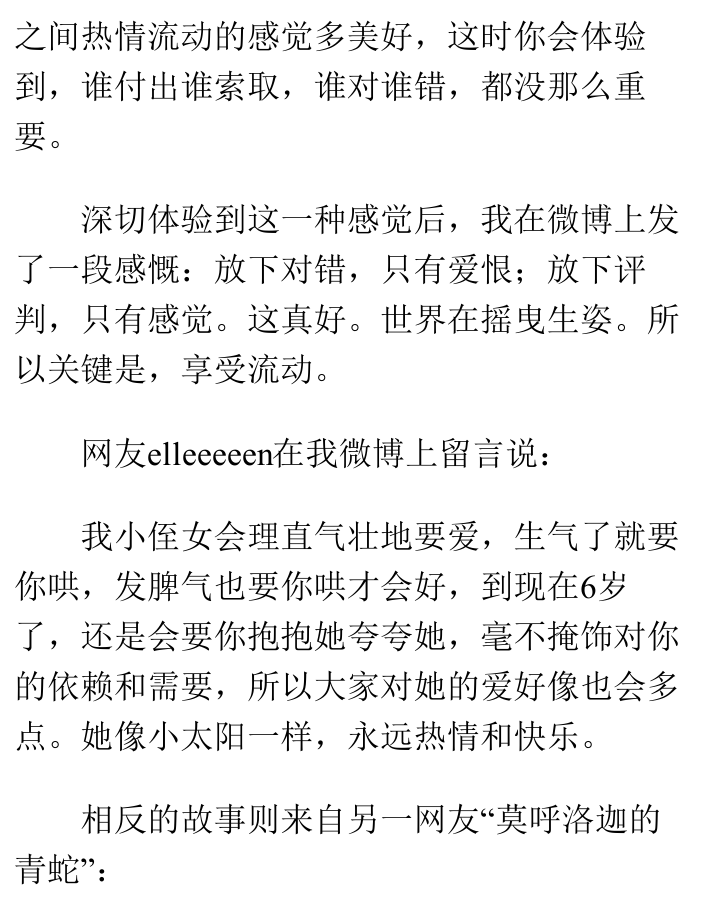 之间热情流动的感觉多美好，这时你会体验
到，谁付出谁索取，谁对谁错，都没那么重
要。
深切体验到这一种感觉后，我在微博上发
了一段感慨：放下对错，只有爱恨；放下评
判，只有感觉。这真好。世界在摇曳生姿。所
以关键是，享受流动。
网友elleeeeen在我微博上留言说：
我小侄女会理直气壮地要爱，生气了就要
你哄，发脾气也要你哄才会好，到现在6岁
了，还是会要你抱抱她夸夸她，毫不掩饰对你
的依赖和需要，所以大家对她的爱好像也会多
点。她像小太阳一样，永远热情和快乐。
相反的故事则来自另一网友“莫呼洛迦的
青蛇”：